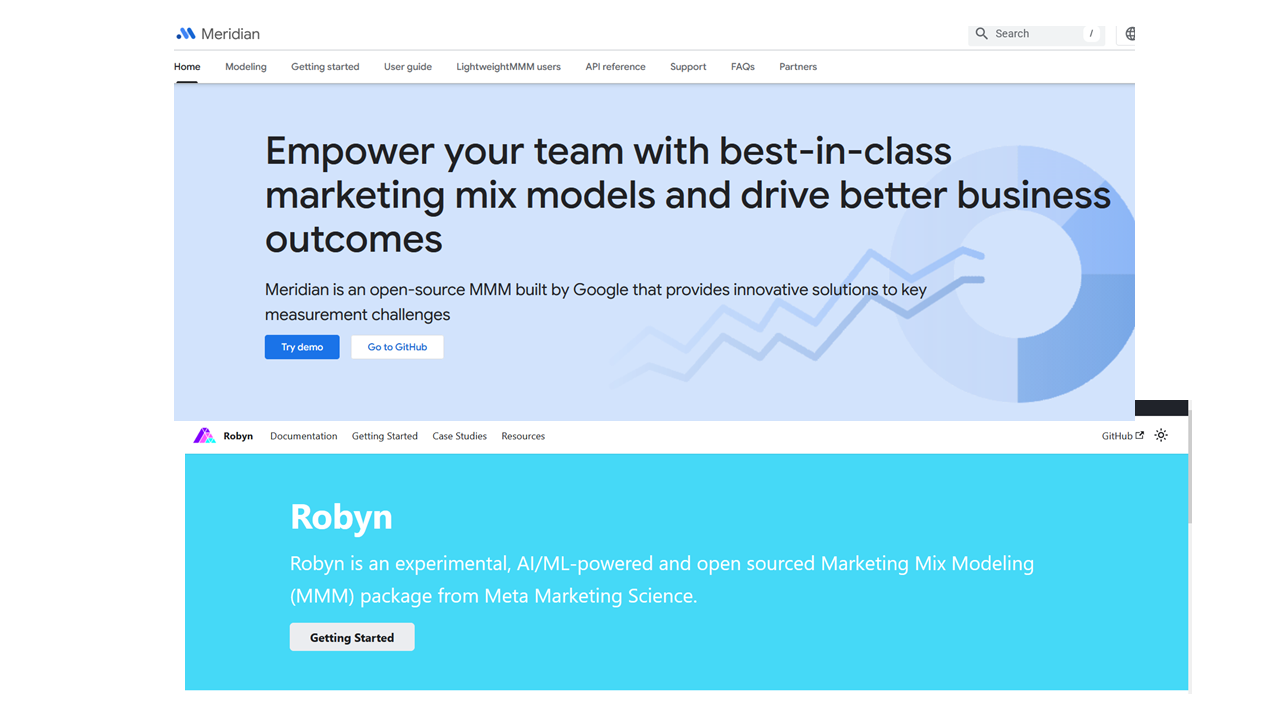 Meridian
Search /
Home Modeling Getting started User guide LightweightMMM users API reference Support FAQs Partners
Empower your team with best-in-class
marketing mix models and drive better business
outcomes
Meridian is an open-source MMM built by Google that provides innovative solutions to key
measurement challenges
Try demo Go to GitHub
Robyn Documentation Getting Started Case Studies Resources GitHub
Robyn
Robyn is an experimental, AI/ML-powered and open sourced Marketing Mix Modeling
(MMM) package from Meta Marketing Science.
Getting Started